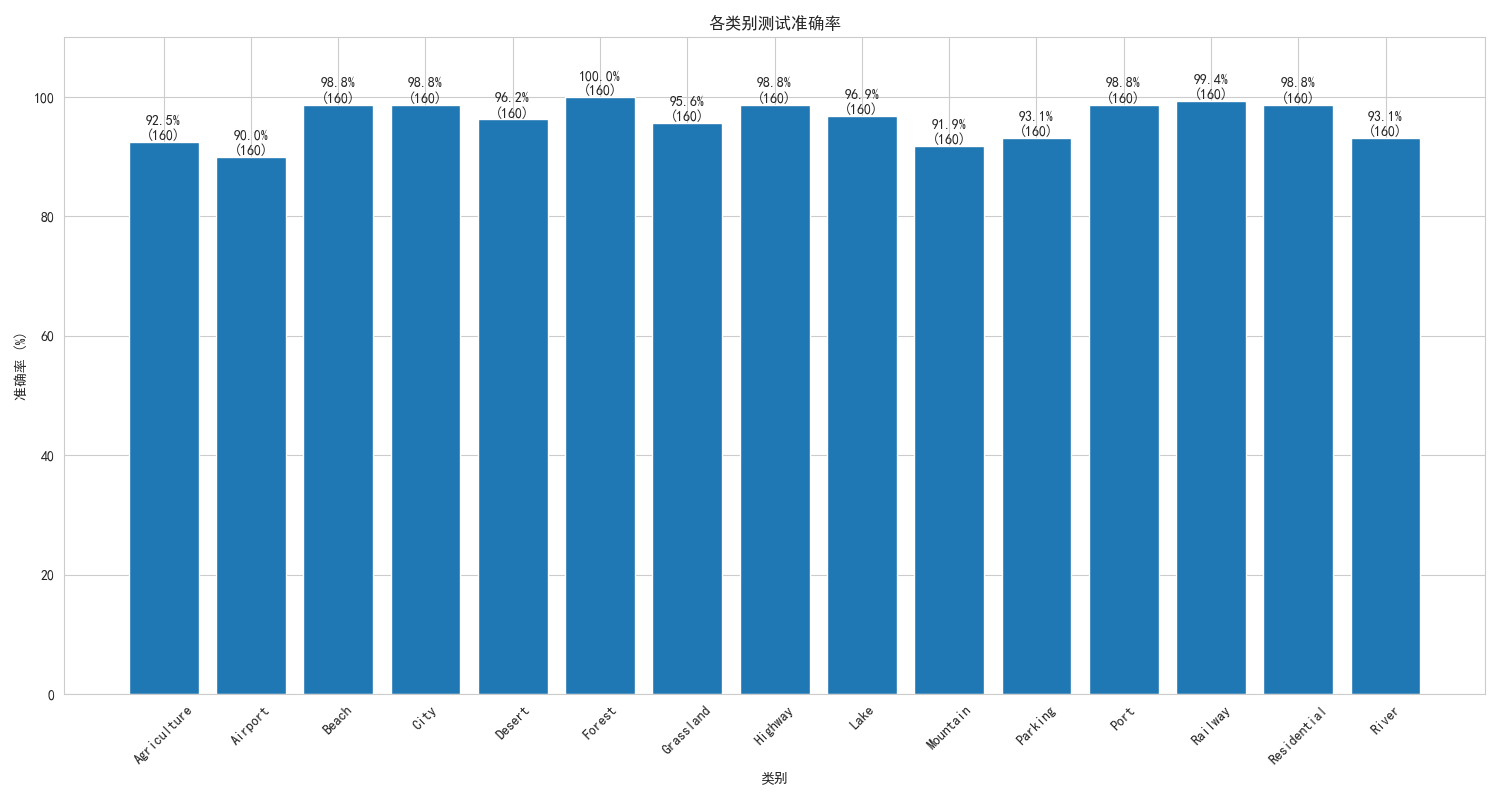 各类别测试准确率
准确率 (%)
100
80
60
40
20
0
92.5%
(160)
90.0%
(160)
98.8%
(160)
98.8%
(160)
96.2%
(160)
100.0%
(160)
95.6%
(160)
98.8%
(160)
96.9%
(160)
91.9%
(160)
93.1%
(160)
98.8%
(160)
99.4%
(160)
98.8%
(160)
93.1%
(160)
Agriculture
Airport
Beach
City
Desert
Forest
Grassland
Highway
Lake
Mountain
Parking
Port
Railway
Residential
River
类别